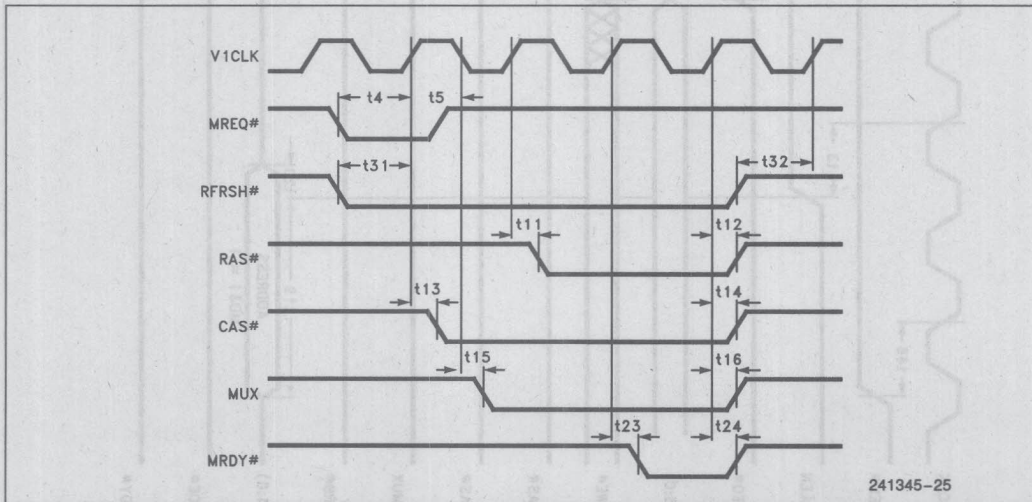 V1CLK
t4
t5
MREQ#
t31
t32
RFRSH#
t11
t12
RAS#
t13
t14
CAS#
t15
t16
MUX
t23
t24
MRDY#
241345-25